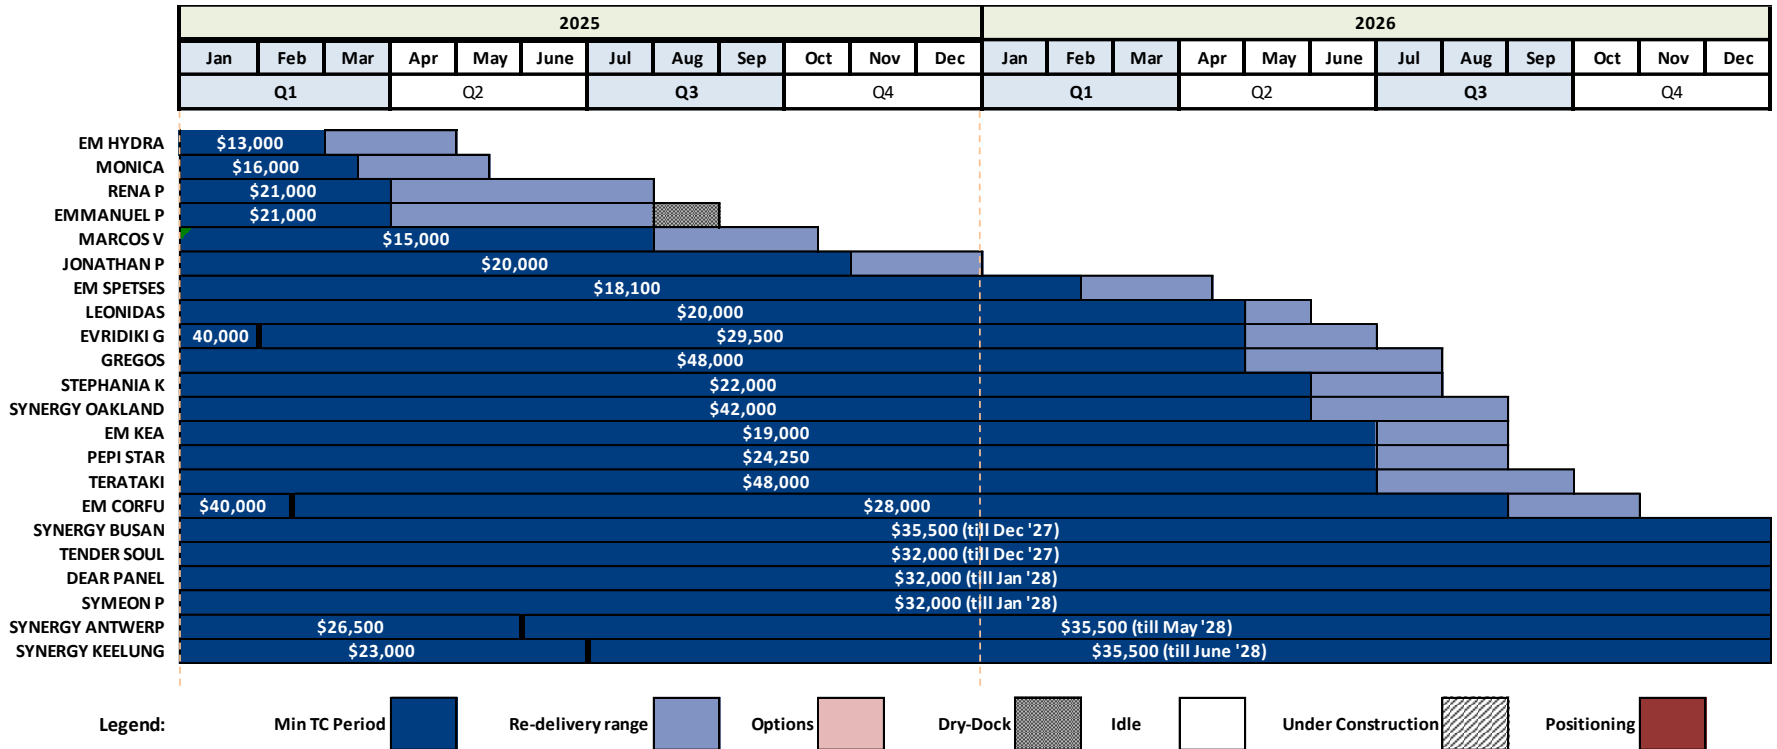 2025 2026
Jan Feb Mar Apr May June Jul Aug Sep Oct Nov Dec Jan Feb Mar Apr May June Jul Aug Sep Oct Nov Dec
Q1 Q2 Q3 Q4 Q1 Q2 Q3 Q4
EM HYDRA $13,000
MONICA $16,000
RENA P $21,000
EMMANUEL P $21,000
MARCOS V $15,000
JONATHAN P $20,000
EM SPETSES $18,100
LEONIDAS $20,000
EVRIDIKI G 40,000 $29,500
GREGOS $48,000
STEPHANIA K $22,000
SYNERGY OAKLAND $42,000
EM KEA $19,000
PEPI STAR $24,250
TERATAKI $48,000
EM CORFU $40,000 $28,000
SYNERGY BUSAN $35,500 (till Dec '27)
TENDER SOUL $32,000 (till Dec '27)
DEAR PANEL $32,000 (till Jan '28)
SYMEON P $32,000 (till Jan '28)
SYNERGY ANTWERP $26,500 $35,500 (till May '28)
SYNERGY KEELUNG $23,000 $35,500 (till June '28)
Legend: Min TC Period Re-delivery range Options Dry-Dock Idle Under Construction Positioning